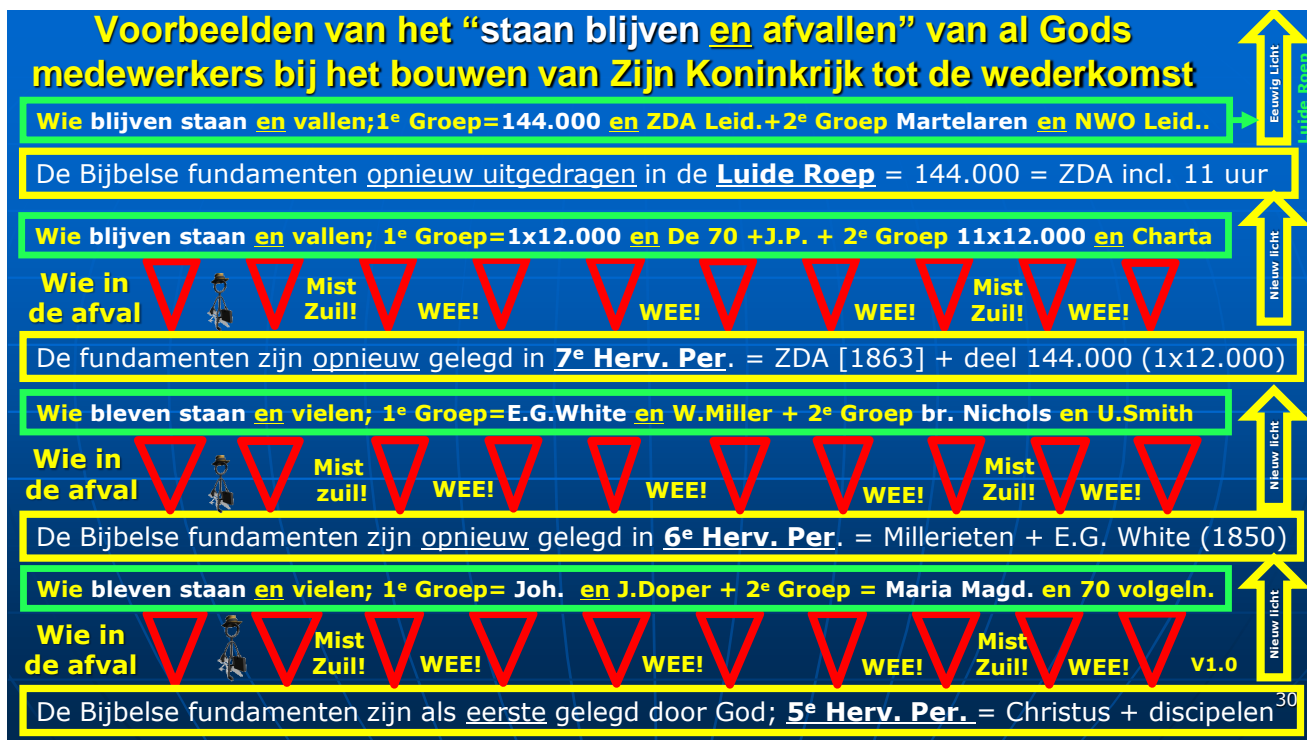 Voorbeelden van het “staan blijven en afvallen” van al Gods
medewerkers bij het bouwen van Zijn Koninkrijk tot de wederkomst
Eeuwig Licht
Luide Roep
Wie blijven staan en vallen;1e Groep=144.000 en ZDA Leid.+2e Groep Martelaren en NWO Leid..
De Bijbelse fundamenten opnieuw uitgedragen in de Luide Roep = 144.000 = ZDA incl. 11 uur
Wie blijven staan en vallen; 1e Groep=1x12.000 en De 70 +J.P. + 2e Groep 11x12.000 en Charta
Nieuw licht
Wie in
de afval
Mist
Zuil!
WEE!
WEE!
WEE!
Mist
Zuil!
WEE!
De fundamenten zijn opnieuw gelegd in 7e Herv. Per. = ZDA [1863] + deel 144.000 (1x12.000)
Wie bleven staan en vielen; 1e Groep=E.G.White en W.Miller + 2e Groep br. Nichols en U.Smith
Nieuw licht
Wie in
de afval
Mist
zuil!
WEE!
WEE!
WEE!
Mist
Zuil!
WEE!
De Bijbelse fundamenten zijn opnieuw gelegd in 6e Herv. Per. = Millerieten + E.G. White (1850)
Wie bleven staan en vielen; 1e Groep= Joh. en J.Doper + 2e Groep = Maria Magd. en 70 volgeln.
Nieuw licht
Wie in
de afval
Mist
Zuil!
WEE!
WEE!
WEE!
Mist
Zuil!
WEE!
V1.0
De Bijbelse fundamenten zijn als eerste gelegd door God; 5e Herv. Per. = Christus + discipelen
30